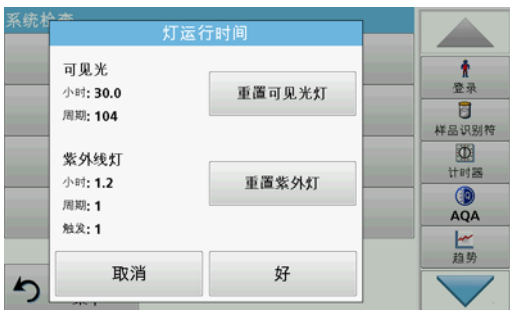 系统检查
灯运行时间
可见光
小时: 30.0
周期: 104
重置可见光灯
紫外线灯
小时: 1.2
周期: 1
触发: 1
重置紫外灯
取消
好
登录
样品识别符
计时器
AQA
趋势